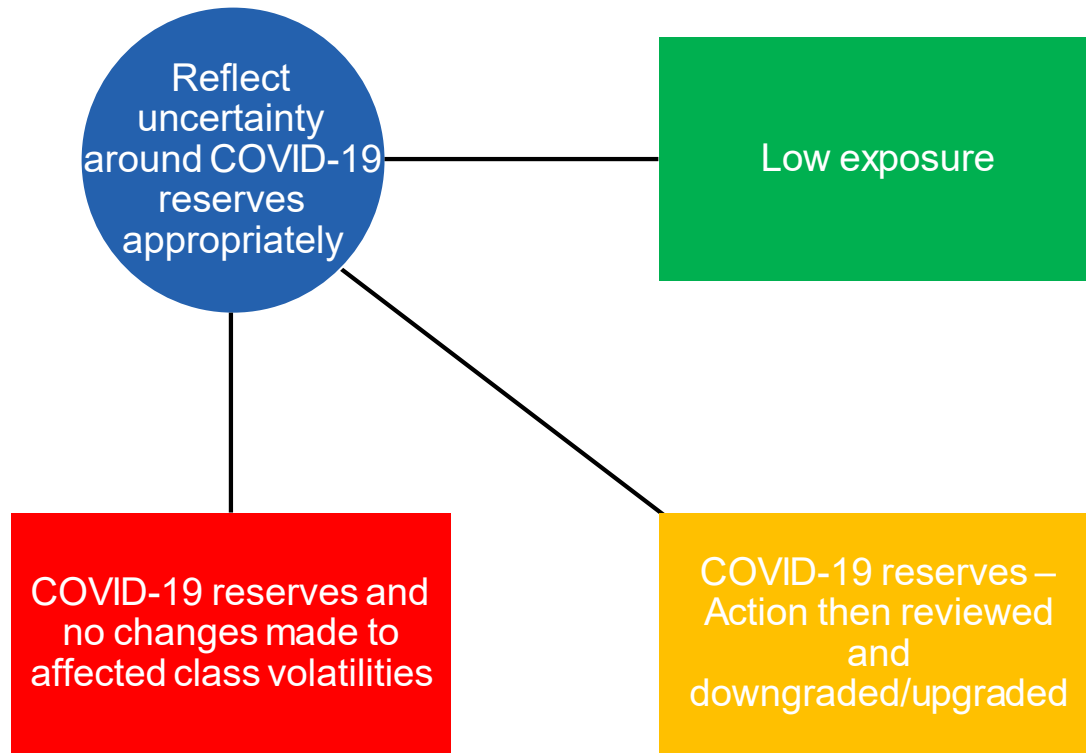 Reflect
uncertainty
around COVID-19
reserves
appropriately
Low exposure
COVID-19 reserves and
no changes made to
affected class volatilities
COVID-19 reserves –
Action then reviewed
and
downgraded/upgraded